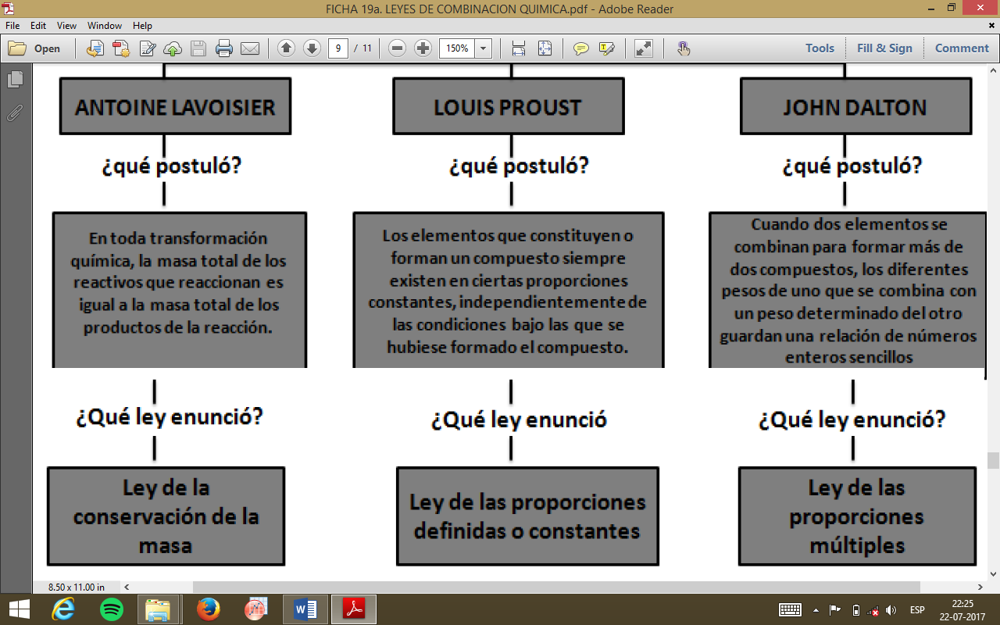 FICHA 19a. LEYES DE COMBINACION QUIMICA.pdf - Adobe Reader
File Edit View Window Help
Open 9 / 11 150% Tools Fill & Sign Comment
ANTOINE LAVOISIER
¿qué postuló?
En toda transformación
química, la masa total de los
reactivos que reaccionan es
igual a la masa total de los
productos de la reacción.
¿Qué ley enunció?
Ley de la
conservación de la
masa
LOUIS PROUST
¿qué postuló?
Los elementos que constituyen o
forman un compuesto siempre
existen en ciertas proporciones
constantes, independientemente de
las condiciones bajo las que se
hubiese formado el compuesto.
¿Qué ley enunció
Ley de las proporciones
definidas o constantes
JOHN DALTON
¿qué postuló?
Cuando dos elementos se
combinan para formar más de
dos compuestos, los diferentes
pesos de uno que se combina con
un peso determinado del otro
guardan una relación de números
enteros sencillos
¿Qué ley enunció?
Ley de las
proporciones
múltiples
8.50 x 11.00 in
ESP
22:25
22-07-2017